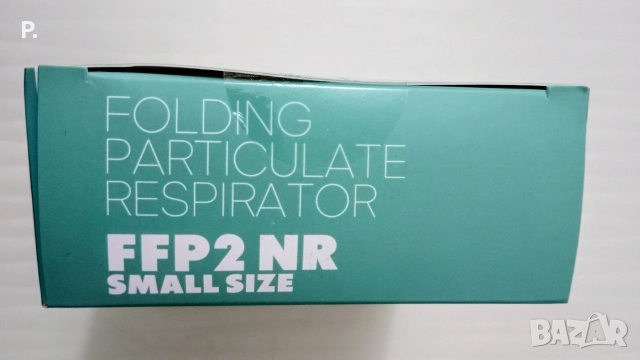 P.
FOLDING
PARTICULATE
RESPIRATOR
FFP2 NR
SMALL SIZE
BAZAR